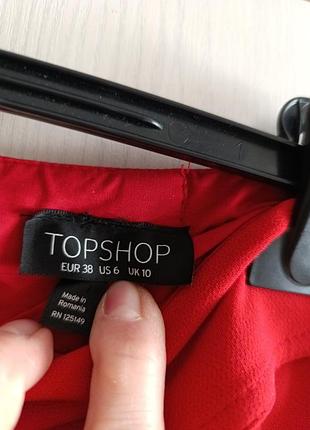 TOPSHOP
EUR 38 US 6 UK 10
Made in
Romania
RN 125149